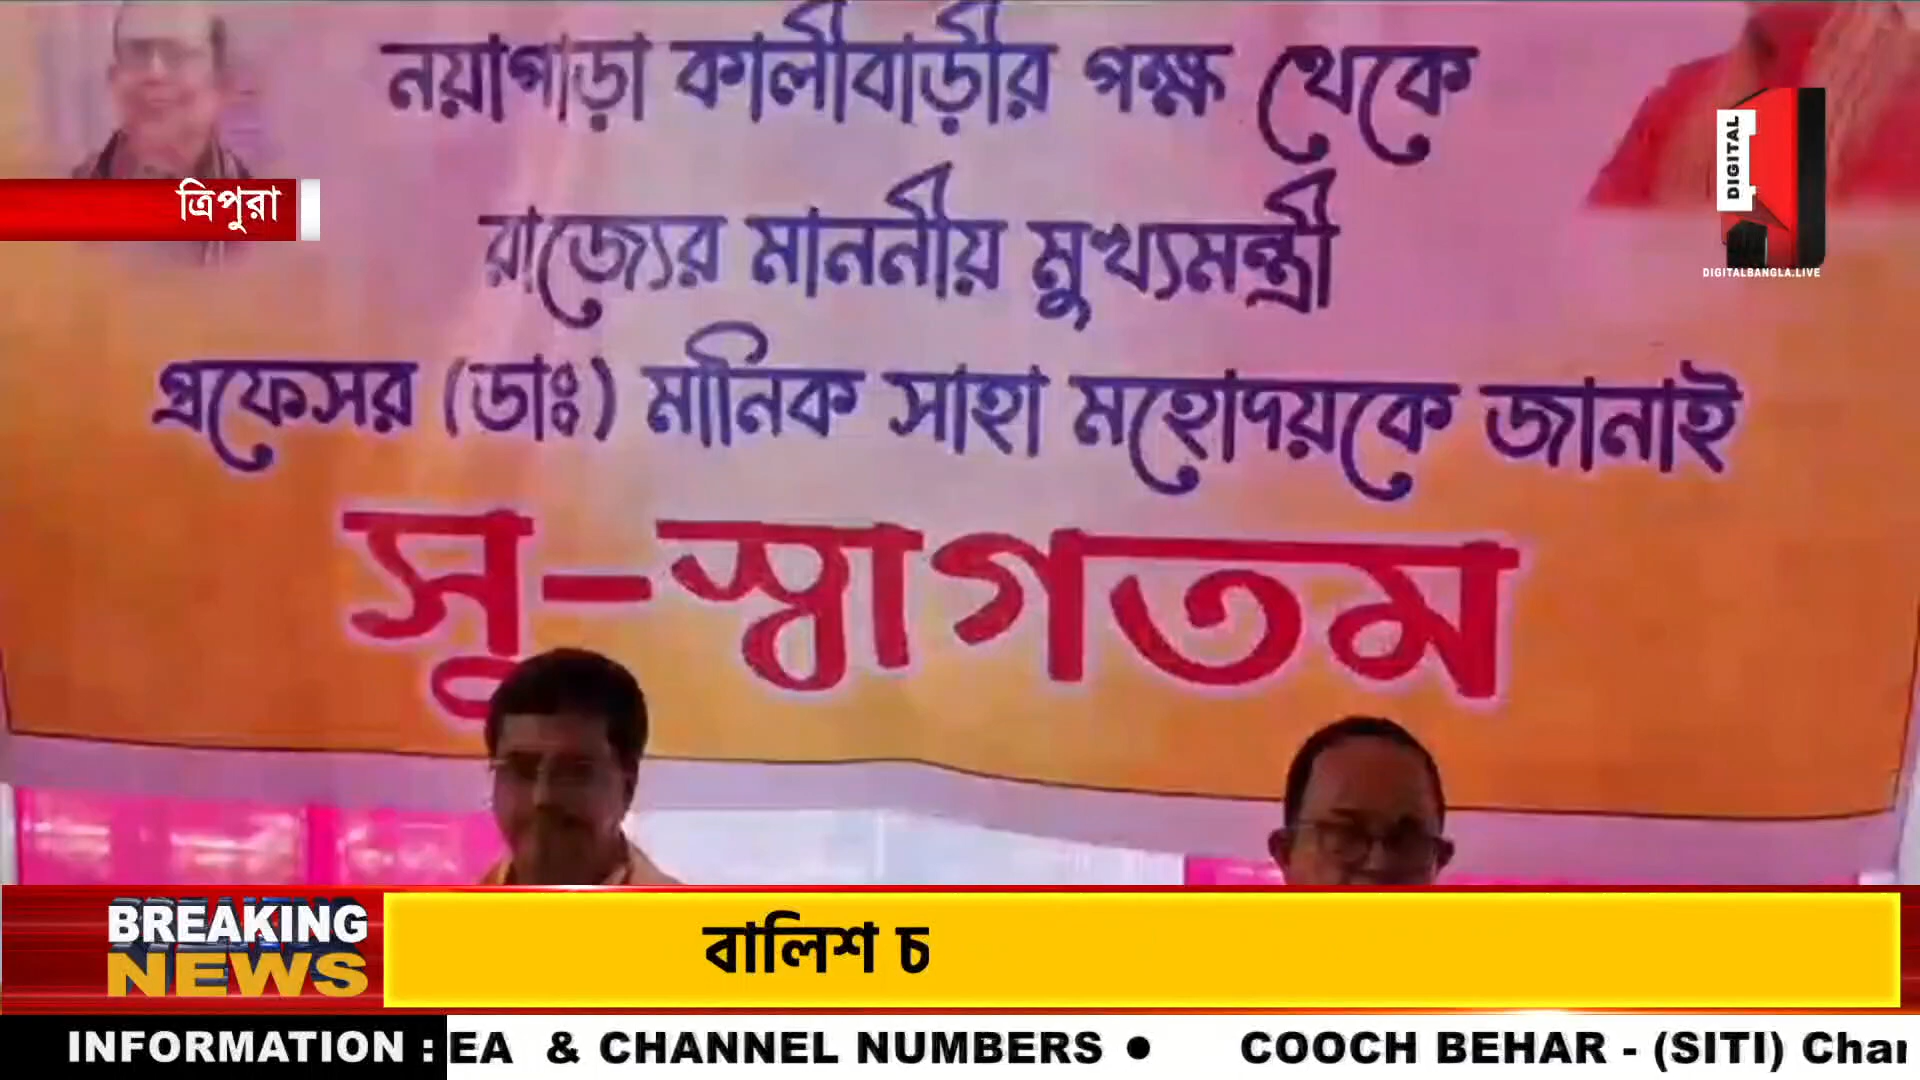 নয়াপাড়া কালীবাড়ীর পক্ষ থেকে
DIGITAL
ত্রিপুরা
রাজ্যের মাননীয় মুখ্যমন্ত্রী
DIGITALBANGLA.LIVE
প্রফেসর (ডাঃ) মানিক সাহা মহোদয়কে জানাই
সু-স্বাগতম
BREAKING
NEWS
বালিশ চ
INFORMATION : EA & CHANNEL NUMBERS ● COOCH BEHAR - (SITI) Chan